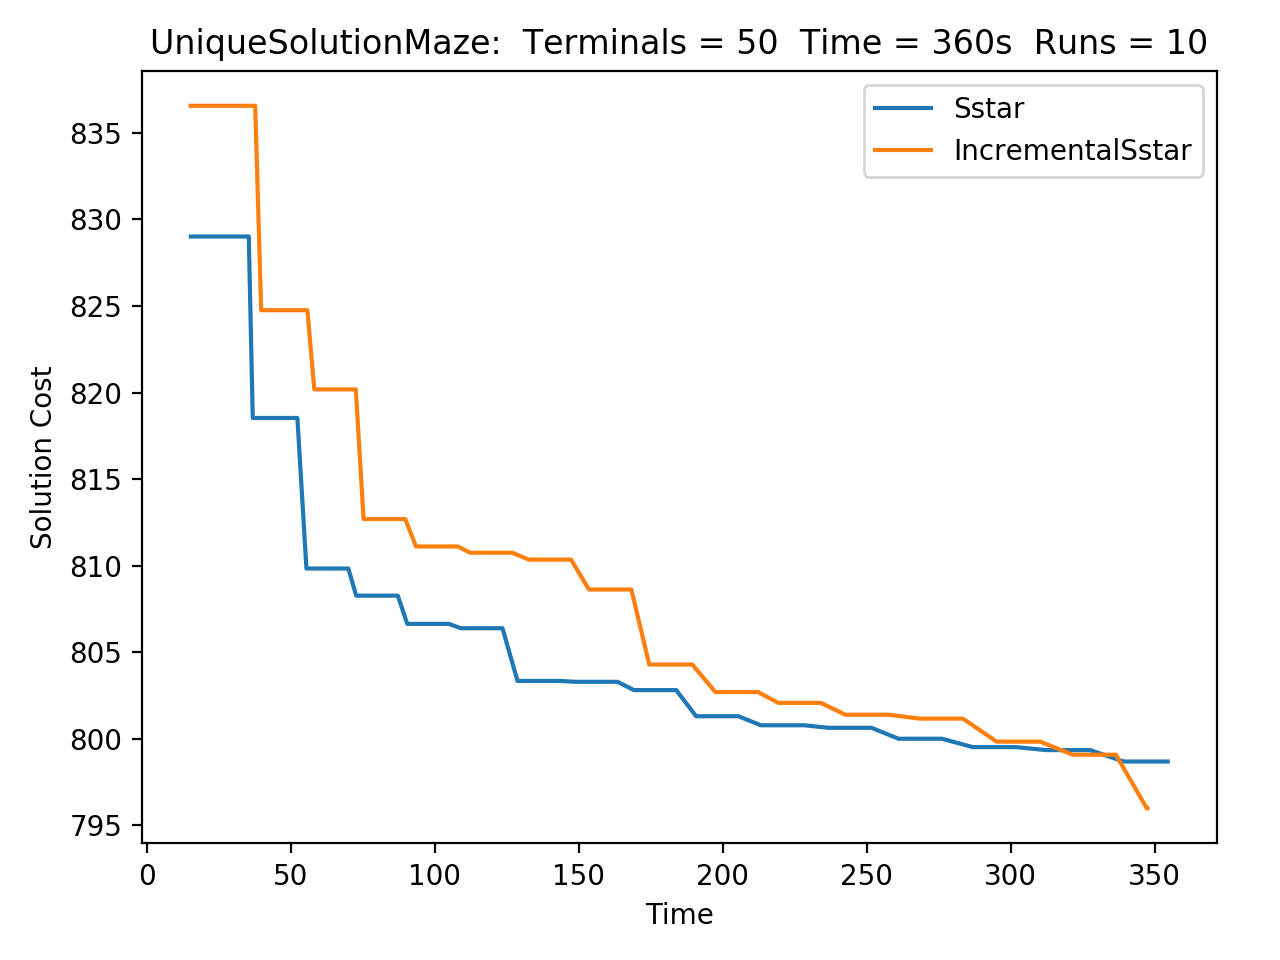 UniqueSolutionMaze:  Terminals = 50  Time = 360s  Runs = 10
Sstar
IncrementalSstar
835
830
825
820
815
810
805
800
795
Solution Cost
0 50 100 150 200 250 300 350
Time